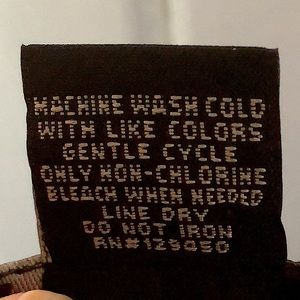 MACHINE WASH COLD
WITH LIKE COLORS
GENTLE CYCLE
ONLY NON-CHLORINE
BLEACH WHEN NEEDED
LINE DRY
DO NOT IRON
RN#129950